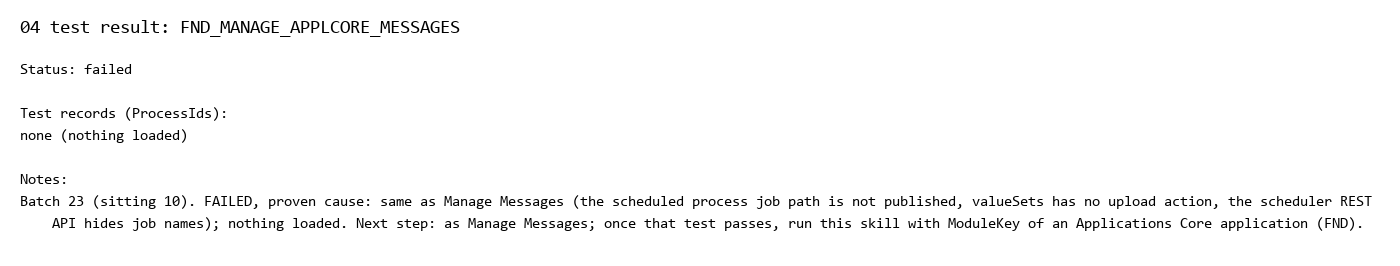 04 test result: FND_MANAGE_APPLCORE_MESSAGES
Status: failed
Test records (ProcessIds):
none (nothing loaded)
Notes:
Batch 23 (sitting 10). FAILED, proven cause: same as Manage Messages (the scheduled process job path is not published, valueSets has no upload action, the scheduler REST
API hides job names); nothing loaded. Next step: as Manage Messages; once that test passes, run this skill with ModuleKey of an Applications Core application (FND).